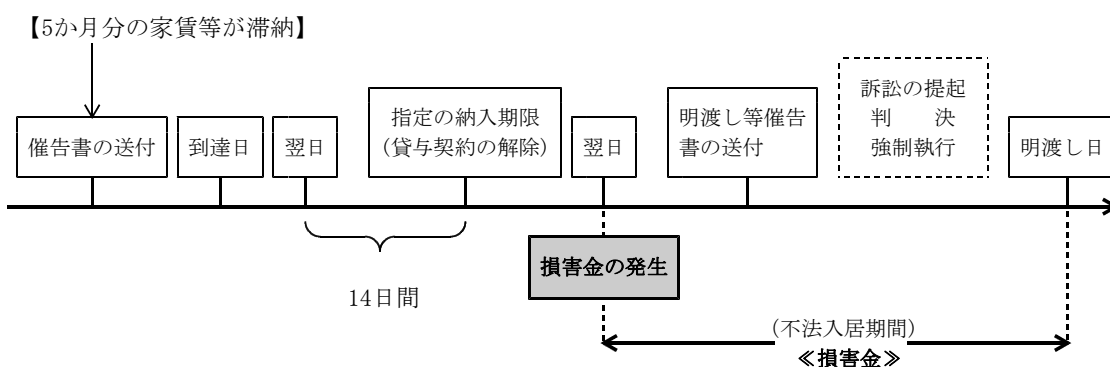 【5か月分の家賃等が滞納】
催告書の送付
到達日
翌日
指定の納入期限
(貸与契約の解除)
翌日
明渡し等催告
書の送付
訴訟の提起
判　　決
強制執行
明渡し日
損害金の発生
14日間
(不法入居期間)
≪損害金≫